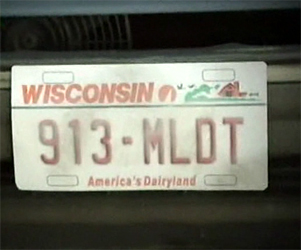 WISCONSIN
913-MLDT
America's Dairyland